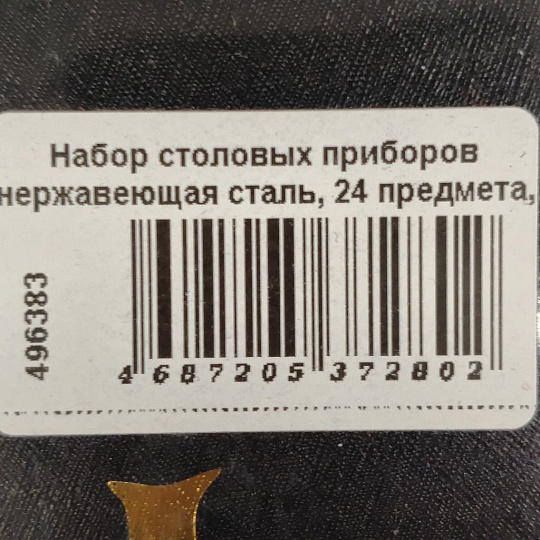 Набор столовых приборов
нержавеющая сталь, 24 предмета,
496383
4 687205 372802